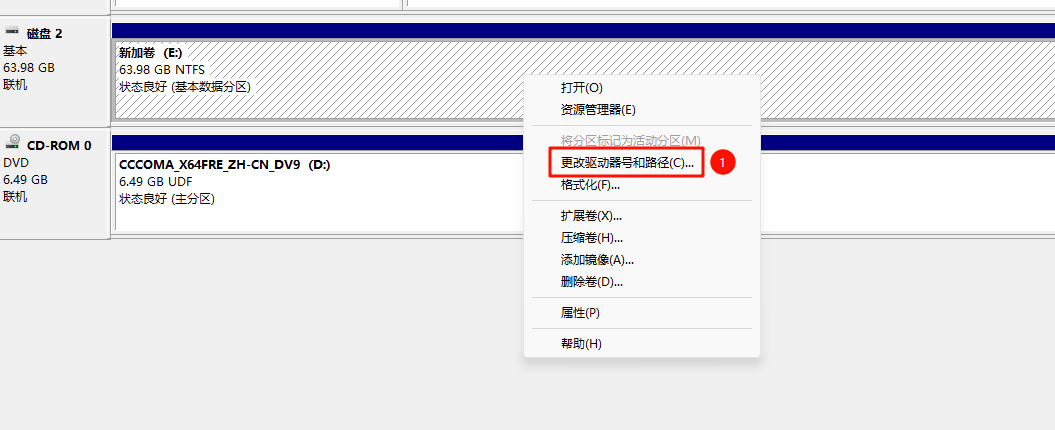 磁盘 2
基本
63.98 GB
联机
新加卷 (E:)
63.98 GB NTFS
状态良好 (基本数据分区)
CD-ROM 0
DVD
6.49 GB
联机
CCCOMA_X64FRE_ZH-CN_DV9 (D:)
6.49 GB UDF
状态良好 (主分区)
打开(O)
资源管理器(E)
将分区标记为活动分区(M)
更改驱动器号和路径(C)...
1
格式化(F)...
扩展卷(X)...
压缩卷(H)...
添加镜像(A)...
删除卷(D)...
属性(P)
帮助(H)